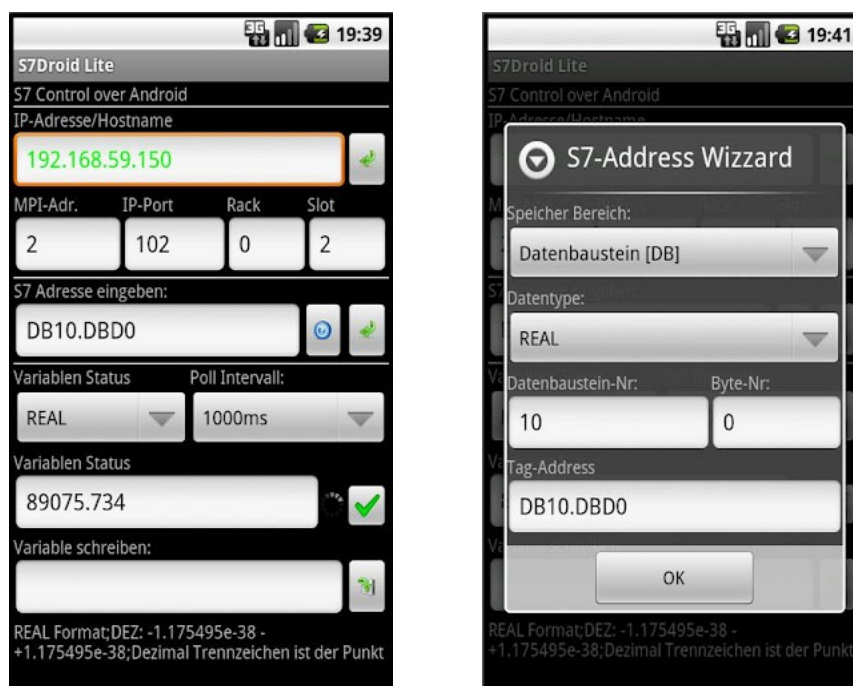 3G 19:39
S7Droid Lite
S7 Control over Android
IP-Adresse/Hostname
192.168.59.150
MPI-Adr. IP-Port Rack Slot
2 102 0 2
S7 Adresse eingeben:
DB10.DBD0
Variablen Status Poll Intervall:
REAL 1000ms
Variablen Status
89075.734
Variable schreiben:
REAL Format;DEZ: -1.175495e-38 -
+1.175495e-38;Dezimal Trennzeichen ist der Punkt
3G 19:41
S7Droid Lite
S7 Control over Android
IP-Adresse/Hostname
S7-Address Wizzard
Speicher Bereich:
Datenbaustein [DB]
Datentype:
REAL
Datenbaustein-Nr: Byte-Nr:
10 0
Tag-Address
DB10.DBD0
OK
REAL Format;DEZ: -1.175495e-38 -
+1.175495e-38;Dezimal Trennzeichen ist der Punkt